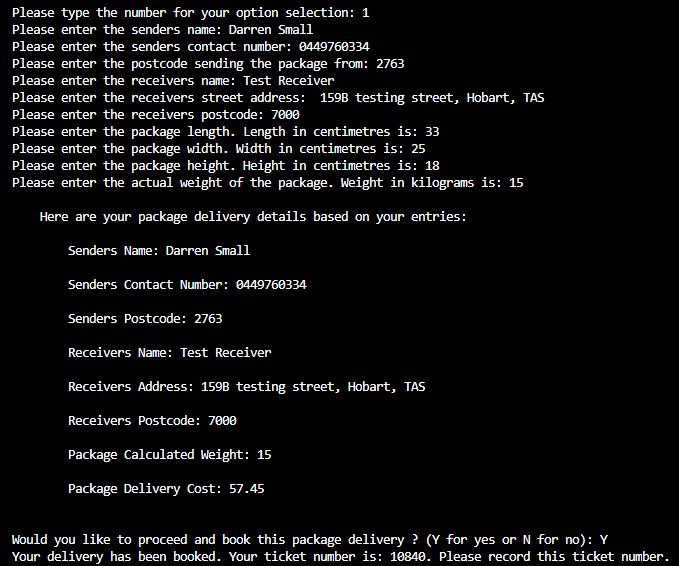 Please type the number for your option selection: 1
Please enter the senders name: Darren Small
Please enter the senders contact number: 0449760334
Please enter the postcode sending the package from: 2763
Please enter the receivers name: Test Receiver
Please enter the receivers street address:  159B testing street, Hobart, TAS
Please enter the receivers postcode: 7000
Please enter the package length. Length in centimetres is: 33
Please enter the package width. Width in centimetres is: 25
Please enter the package height. Height in centimetres is: 18
Please enter the actual weight of the package. Weight in kilograms is: 15
Here are your package delivery details based on your entries:
Senders Name: Darren Small
Senders Contact Number: 0449760334
Senders Postcode: 2763
Receivers Name: Test Receiver
Receivers Address: 159B testing street, Hobart, TAS
Receivers Postcode: 7000
Package Calculated Weight: 15
Package Delivery Cost: 57.45
Would you like to proceed and book this package delivery ? (Y for yes or N for no): Y
Your delivery has been booked. Your ticket number is: 10840. Please record this ticket number.